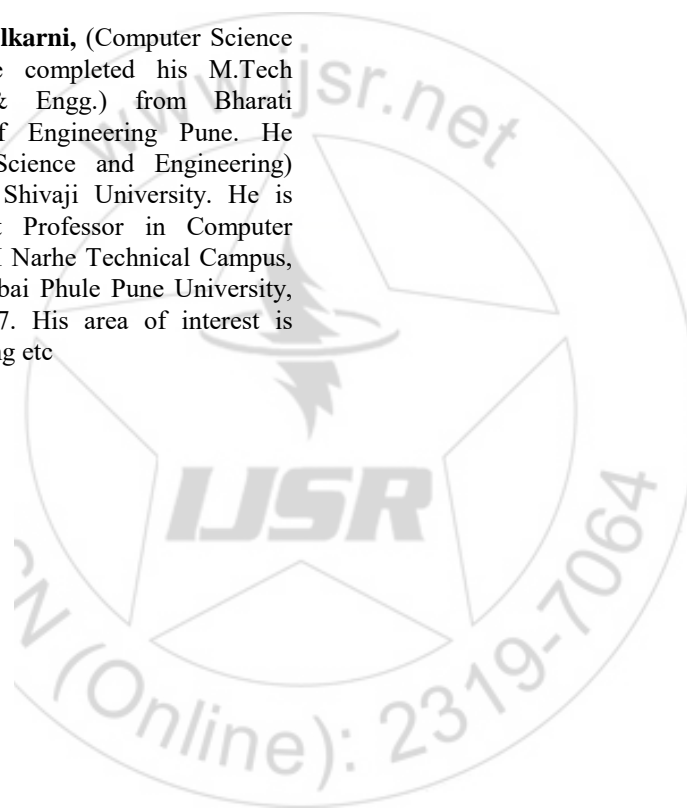 lkarni, (Computer Science
completed his M.Tech
Engg.) from Bharati
Engineering Pune. He
Science and Engineering)
Shivaji University. He is
Professor in Computer
Narhe Technical Campus,
bai Phule Pune University,
7. His area of interest is
etc
www.ijsr.net
IJSR
(Online): 2319-7064